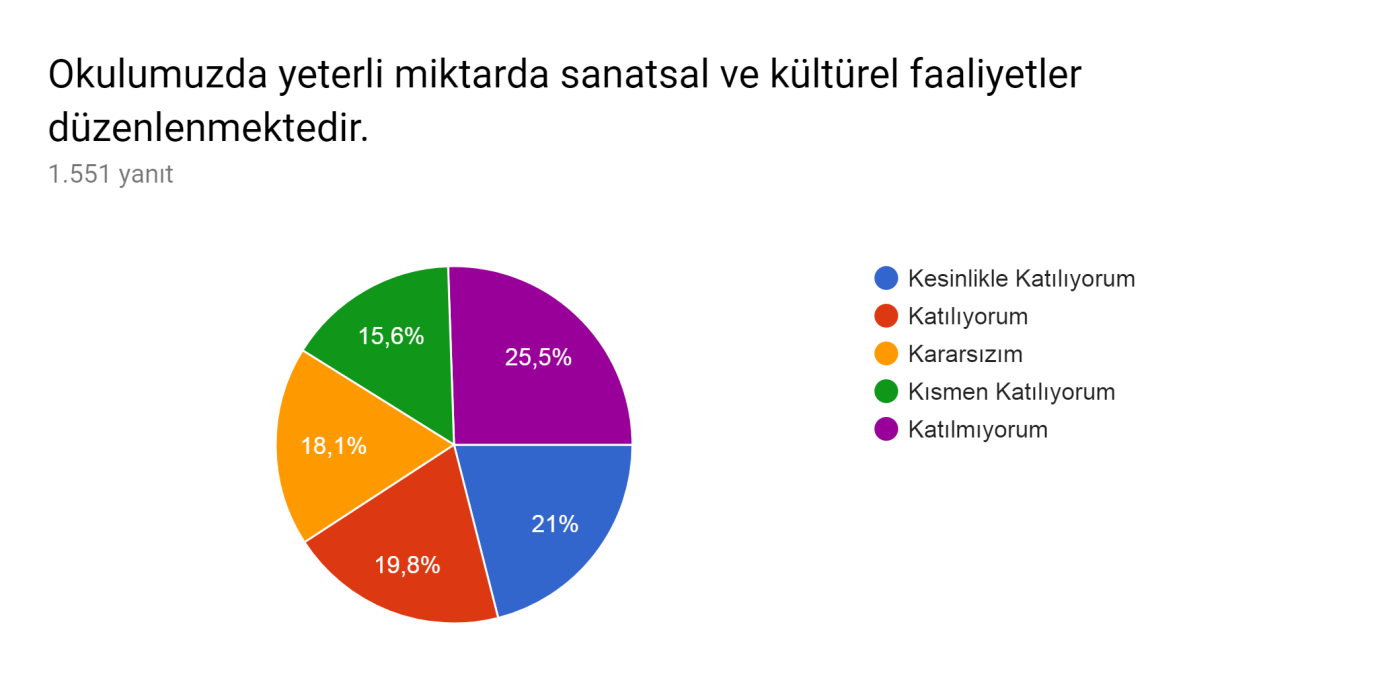 Okulumuzda yeterli miktarda sanatsal ve kültürel faaliyetler
düzenlenmektedir.
1.551 yanıt
Kesinlikle Katılıyorum
Katılıyorum
Kararsızım
Kısmen Katılıyorum
Katılmıyorum
15,6%
25,5%
18,1%
21%
19,8%